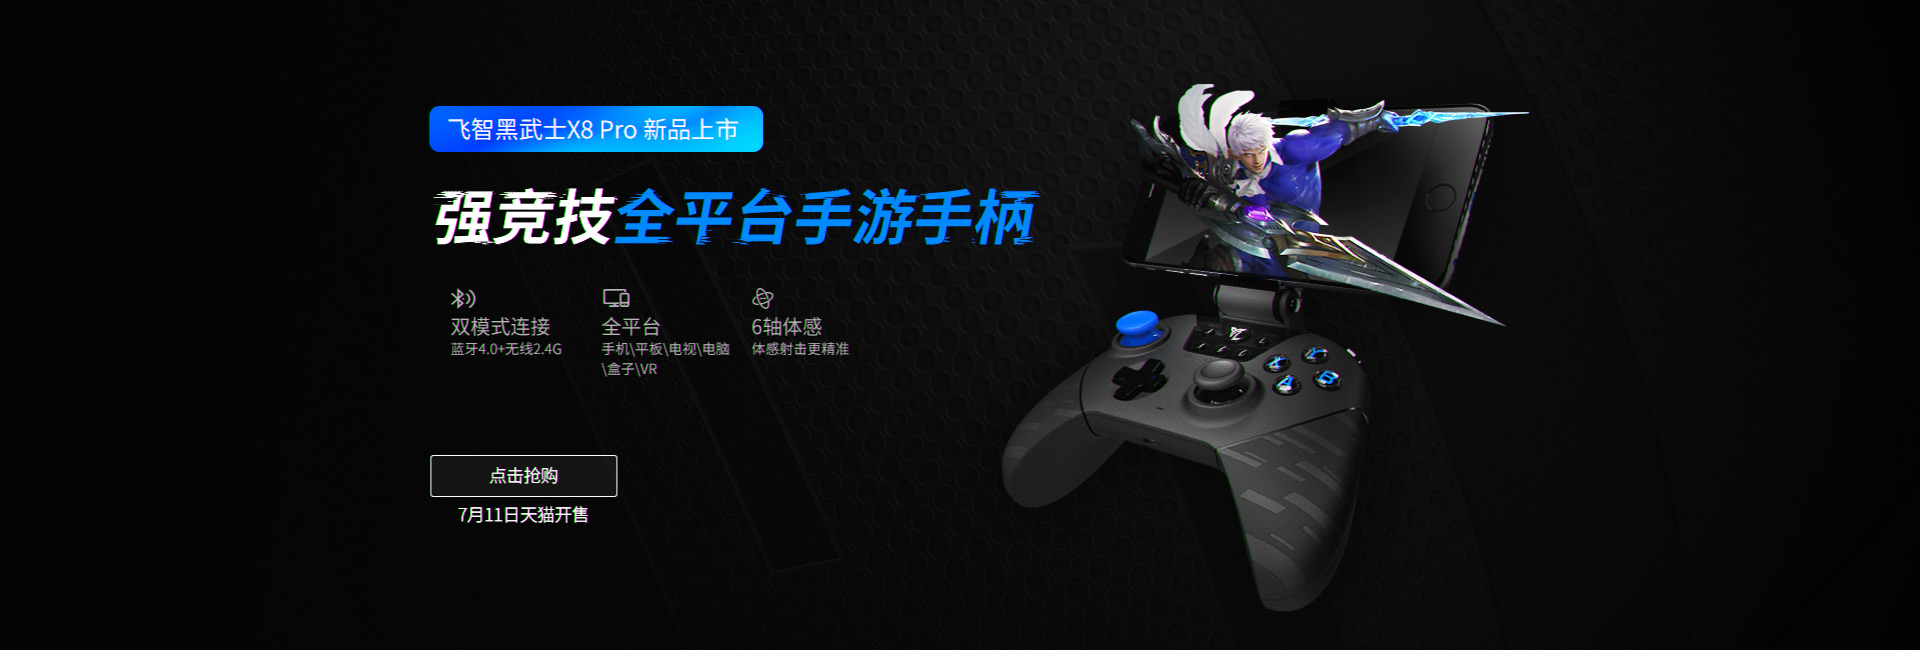 飞智黑武士X8 Pro 新品上市
强竞技全平台手游手柄
双模式连接
蓝牙4.0+无线2.4G
全平台
手机\平板\电视\电脑
\盒子\VR
6轴体感
体感射击更精准
点击抢购
7月11日天猫开售
X
Y
A
B